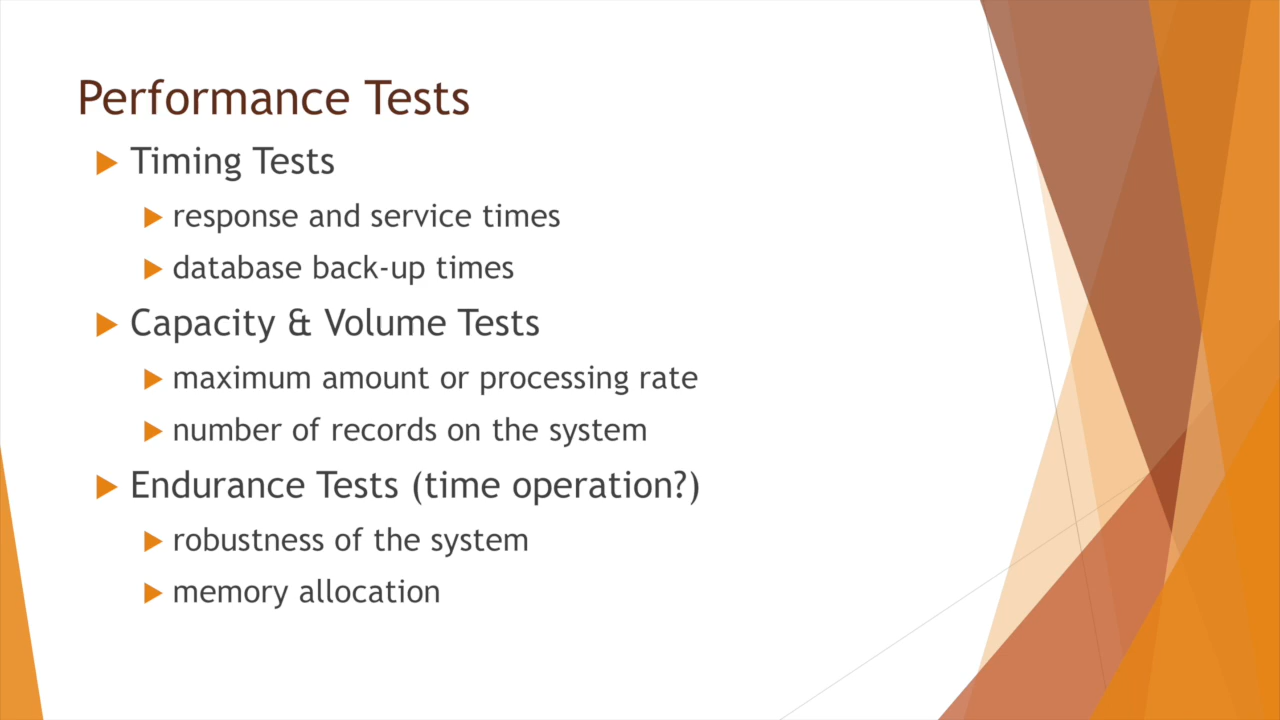 Performance Tests
Timing Tests
response and service times
database back-up times
Capacity & Volume Tests
maximum amount or processing rate
number of records on the system
Endurance Tests (time operation?)
robustness of the system
memory allocation